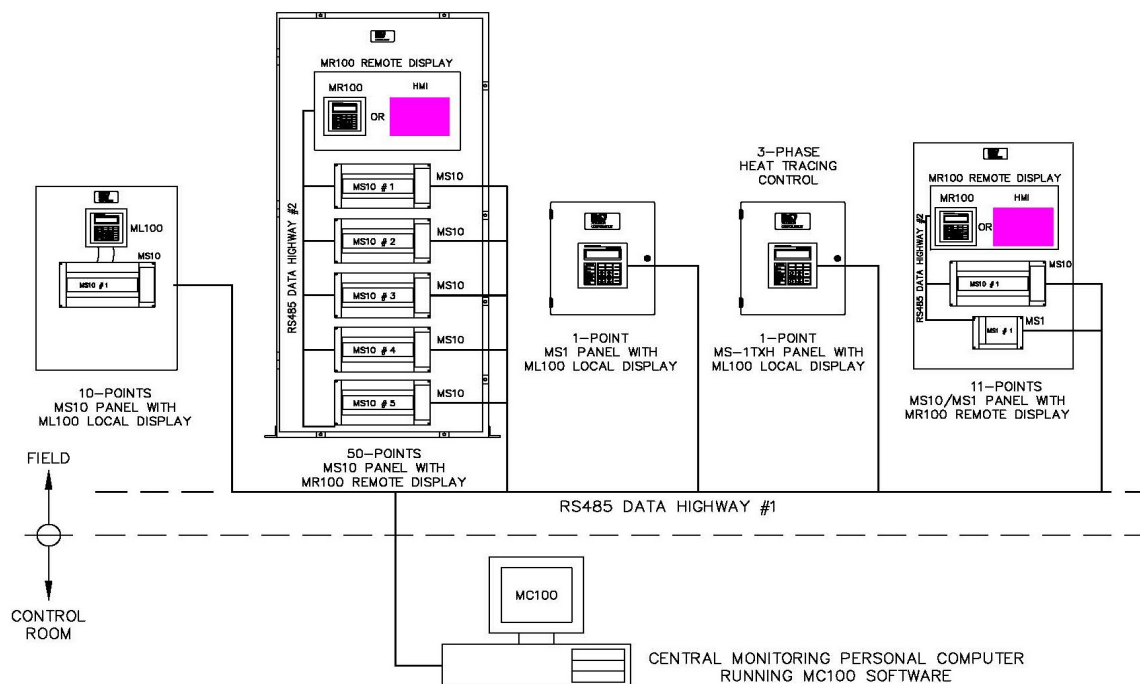 MR100 REMOTE DISPLAY
MR100
OR
HMI
RS485 DATA HIGHWAY #2
MS10 #1
MS10
MS10 #2
MS10
MS10 #3
MS10
MS10 #4
MS10
MS10 #5
MS10
50-POINTS
MS10 PANEL WITH
MR100 REMOTE DISPLAY
ML100
MS10
MS10 #1
10-POINTS
MS10 PANEL WITH
ML100 LOCAL DISPLAY
1-POINT
MS1 PANEL WITH
ML100 LOCAL DISPLAY
3-PHASE
HEAT TRACING
CONTROL
1-POINT
MS-1TXH PANEL WITH
ML100 LOCAL DISPLAY
MR100 REMOTE DISPLAY
MR100
OR
HMI
RS485 DATA HIGHWAY #2
MS10
MS10 #1
MS1
MS1 #1
11-POINTS
MS10/MS1 PANEL WITH
MR100 REMOTE DISPLAY
FIELD
RS485 DATA HIGHWAY #1
CONTROL
ROOM
MC100
CENTRAL MONITORING PERSONAL COMPUTER
RUNNING MC100 SOFTWARE